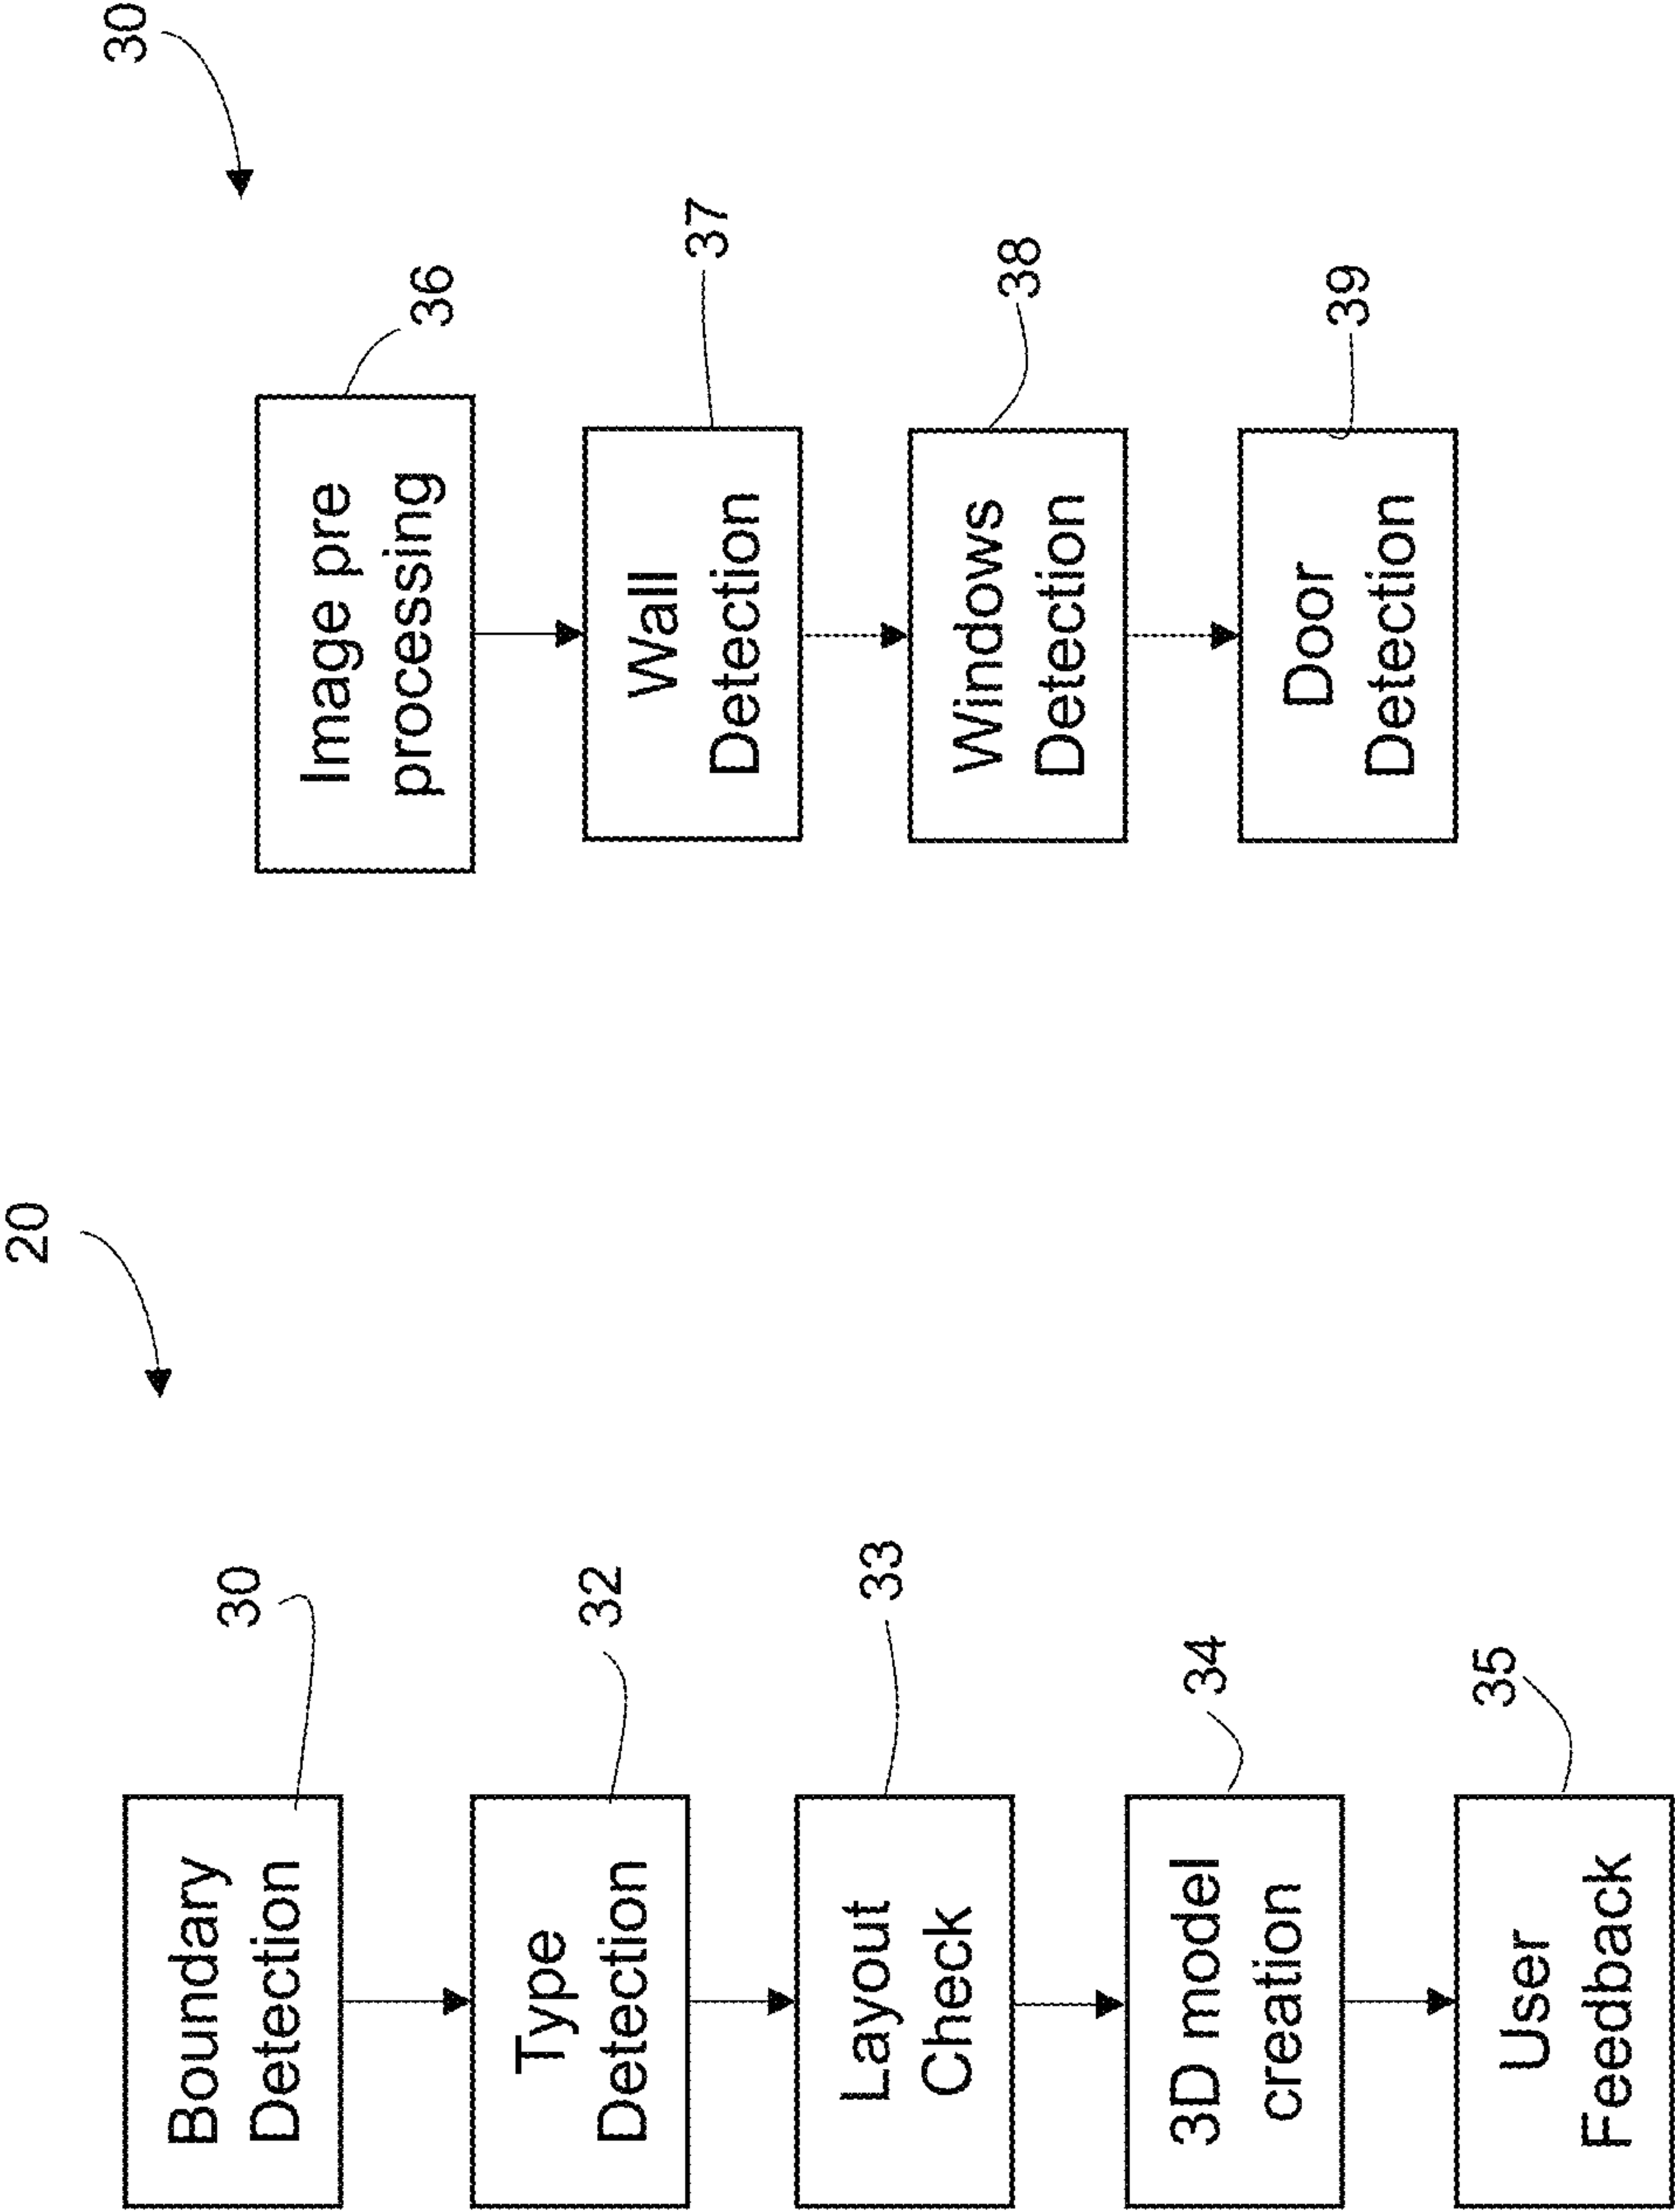 20
Boundary
Detection
30
Type
Detection
32
Layout
Check
33
3D model
creation
34
User
Feedback
35
30
Image pre
processing
36
Wall
Detection
37
Windows
Detection
38
Door
Detection
39